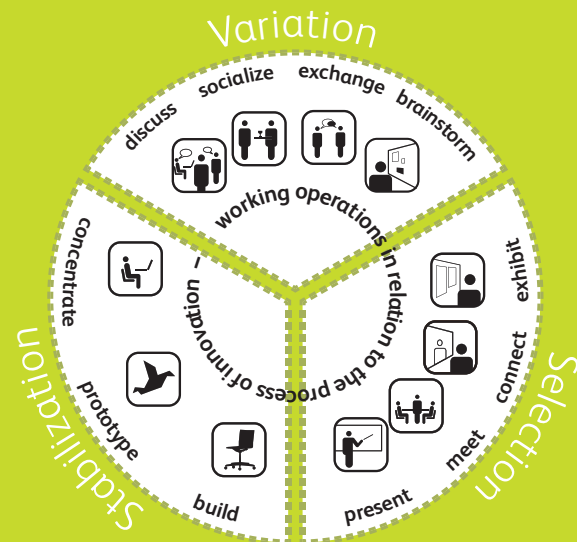 Variation
discuss
socialize
exchange
brainstorm
working operations in relation to the process of innovation –
Selection
exhibit
connect
meet
present
Stabilization
concentrate
prototype
build